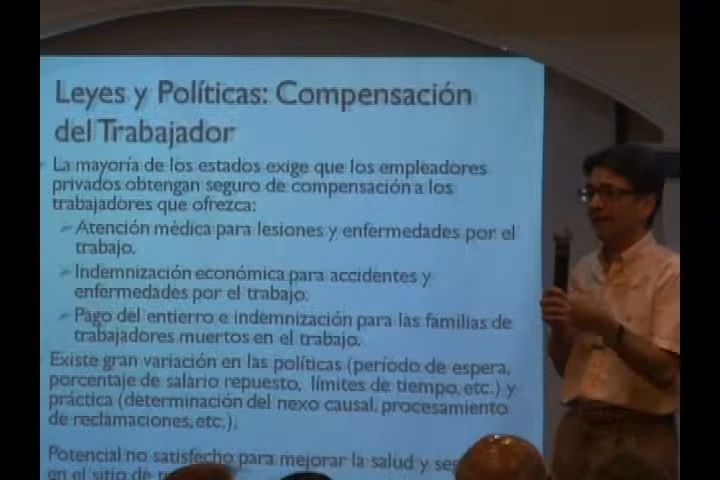 Leyes y Políticas: Compensación
del Trabajador
La mayoría de los estados exige que los empleadores
privados obtengan seguro de compensación a los
trabajadores que ofrezca:
Atención médica para lesiones y enfermedades por el
trabajo.
Indemnización económica para accidentes y
enfermedades por el trabajo.
Pago del entierro e indemnización para las familias de
trabajadores muertos en el trabajo.
Existe gran variación en las políticas (período de espera,
porcentaje de salario repuesto, límites de tiempo, etc.) y
práctica (determinación del nexo causal, procesamiento
de reclamaciones, etc.).
Potencial no satisfecho para mejorar la salud y
en el sitio de